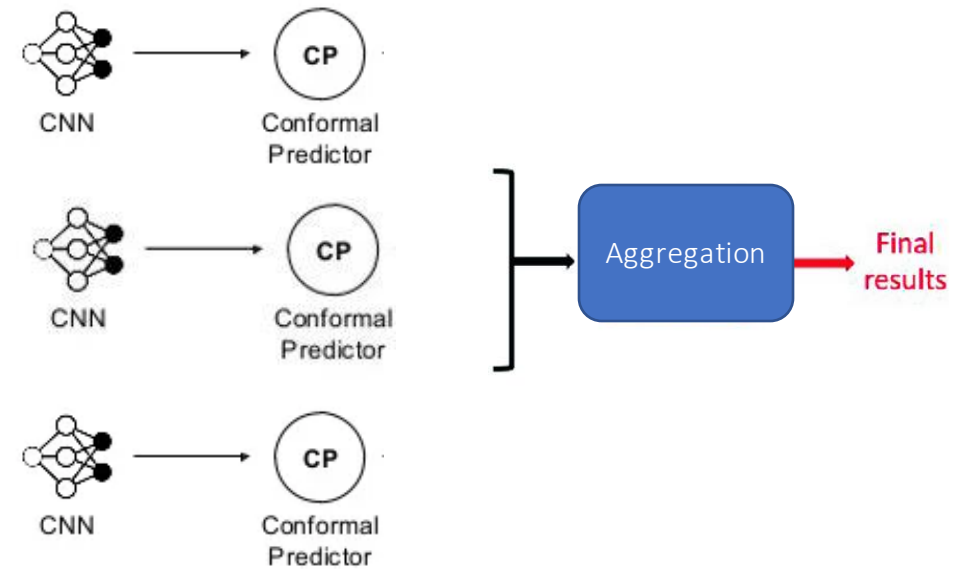 CP
CNN
Conformal
Predictor
CP
CNN
Conformal
Predictor
CP
CNN
Conformal
Predictor
Aggregation
Final
results